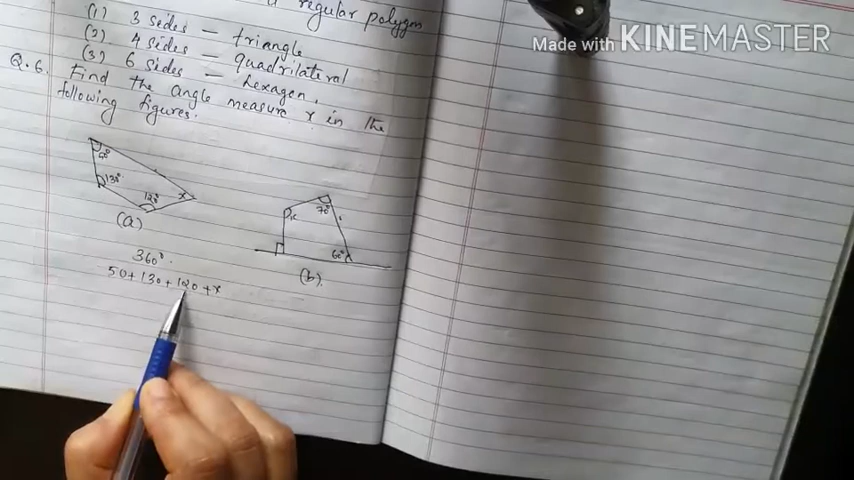 a regular polygon
(1) 3 sides — triangle
(2) 4 sides — quadrilateral
(3) 6 sides — hexagen.
Q.6. Find the angle measure x in the
following figures.
50°
130°
120°
x
(a)
x
70°
60°
(b).
360°.
50+130+120+x
Made with KINEMASTER